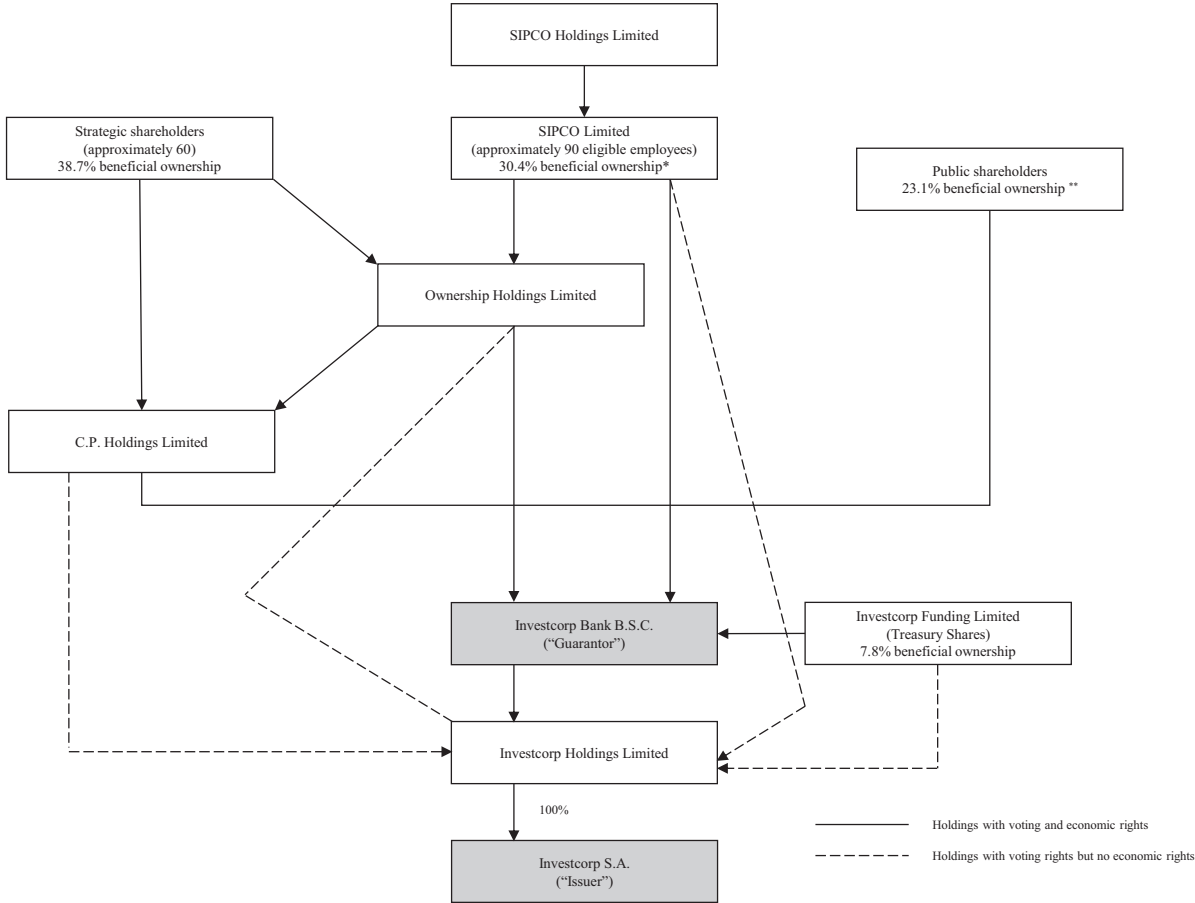 SIPCO Holdings Limited
Strategic shareholders
(approximately 60)
38.7% beneficial ownership
SIPCO Limited
(approximately 90 eligible employees)
30.4% beneficial ownership*
Public shareholders
23.1% beneficial ownership **
Ownership Holdings Limited
C.P. Holdings Limited
Investcorp Bank B.S.C.
(“Guarantor”)
Investcorp Funding Limited
(Treasury Shares)
7.8% beneficial ownership
Investcorp Holdings Limited
100%
Investcorp S.A.
(“Issuer”)
Holdings with voting and economic rights
Holdings with voting rights but no economic rights